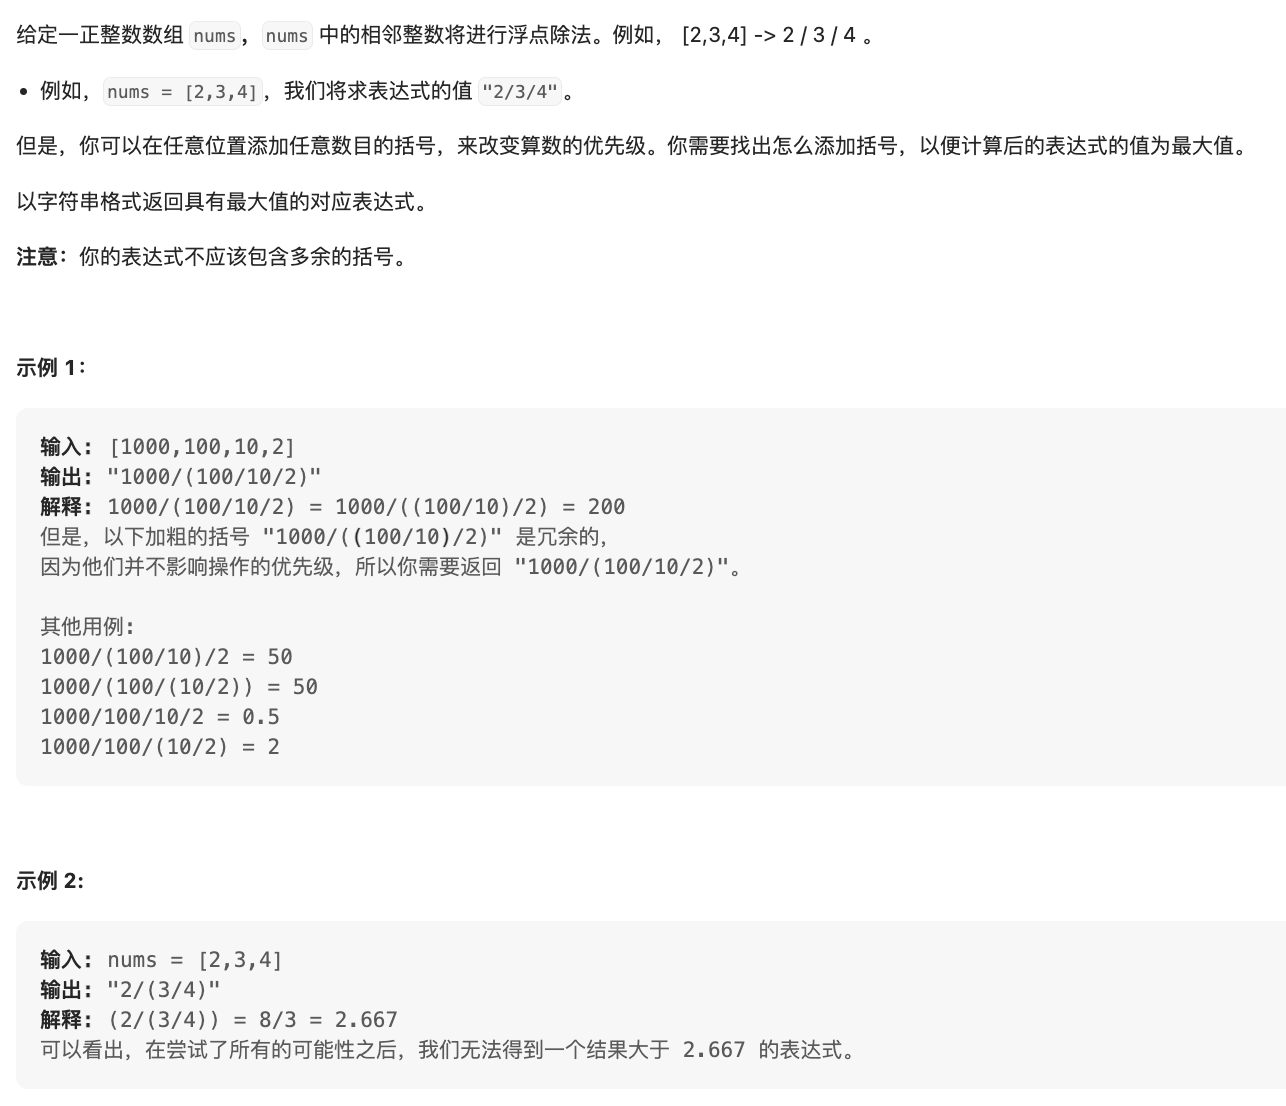 给定一正整数数组 nums，nums 中的相邻整数将进行浮点除法。例如， [2,3,4] -> 2 / 3 / 4 。
• 例如，nums = [2,3,4]，我们将求表达式的值 "2/3/4"。
但是，你可以在任意位置添加任意数目的括号，来改变算数的优先级。你需要找出怎么添加括号，以便计算后的表达式的值为最大值。
以字符串格式返回具有最大值的对应表达式。
注意：你的表达式不应该包含多余的括号。
示例 1：
输入: [1000,100,10,2]
输出: "1000/(100/10/2)"
解释: 1000/(100/10/2) = 1000/((100/10)/2) = 200
但是，以下加粗的括号 "1000/((100/10)/2)" 是冗余的，
因为他们并不影响操作的优先级，所以你需要返回 "1000/(100/10/2)"。
其他用例:
1000/(100/10)/2 = 50
1000/(100/(10/2)) = 50
1000/100/10/2 = 0.5
1000/100/(10/2) = 2
示例 2:
输入: nums = [2,3,4]
输出: "2/(3/4)"
解释: (2/(3/4)) = 8/3 = 2.667
可以看出，在尝试了所有的可能性之后，我们无法得到一个结果大于 2.667 的表达式。